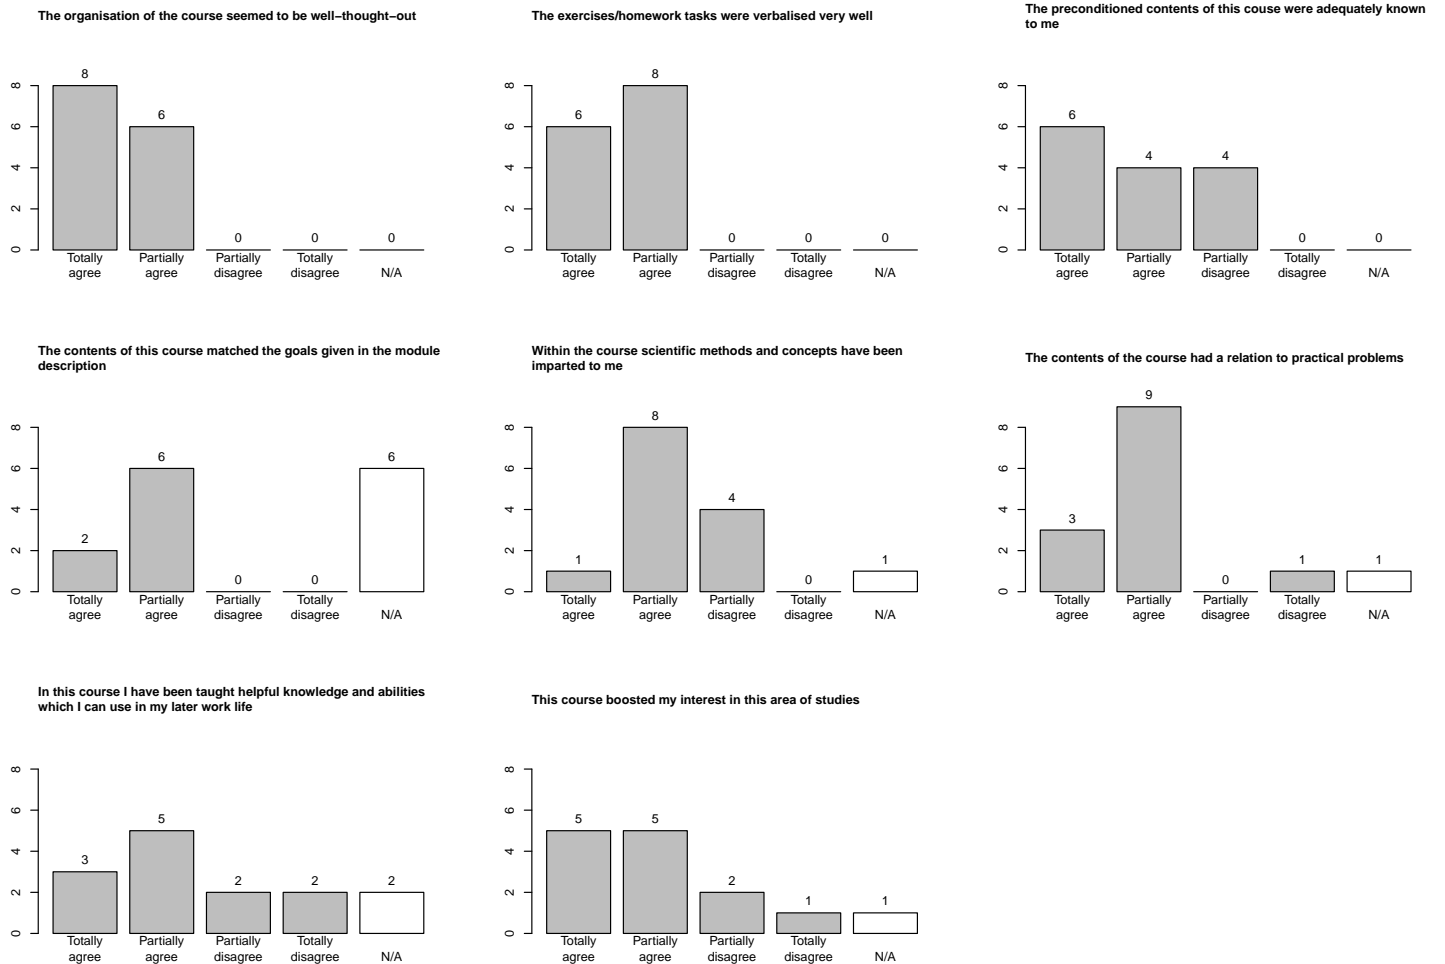 The organisation of the course seemed to be well−thought−out
8
6
0
0
0
0
2
4
6
8
Totally agree
Partially agree
Partially disagree
Totally disagree
N/A
The exercises/homework tasks were verbalised very well
6
8
0
0
0
0
2
4
6
8
Totally agree
Partially agree
Partially disagree
Totally disagree
N/A
The preconditioned contents of this couse were adequately known
to me
6
4
4
0
0
0
2
4
6
8
Totally agree
Partially agree
Partially disagree
Totally disagree
N/A
The contents of this course matched the goals given in the module
description
2
6
0
0
6
0
2
4
6
8
Totally agree
Partially agree
Partially disagree
Totally disagree
N/A
Within the course scientific methods and concepts have been
imparted to me
1
8
4
0
1
0
2
4
6
8
Totally agree
Partially agree
Partially disagree
Totally disagree
N/A
The contents of the course had a relation to practical problems
3
9
0
1
1
0
2
4
6
8
Totally agree
Partially agree
Partially disagree
Totally disagree
N/A
In this course I have been taught helpful knowledge and abilities
which I can use in my later work life
3
5
2
2
2
0
2
4
6
8
Totally agree
Partially agree
Partially disagree
Totally disagree
N/A
This course boosted my interest in this area of studies
5
5
2
1
1
0
2
4
6
8
Totally agree
Partially agree
Partially disagree
Totally disagree
N/A